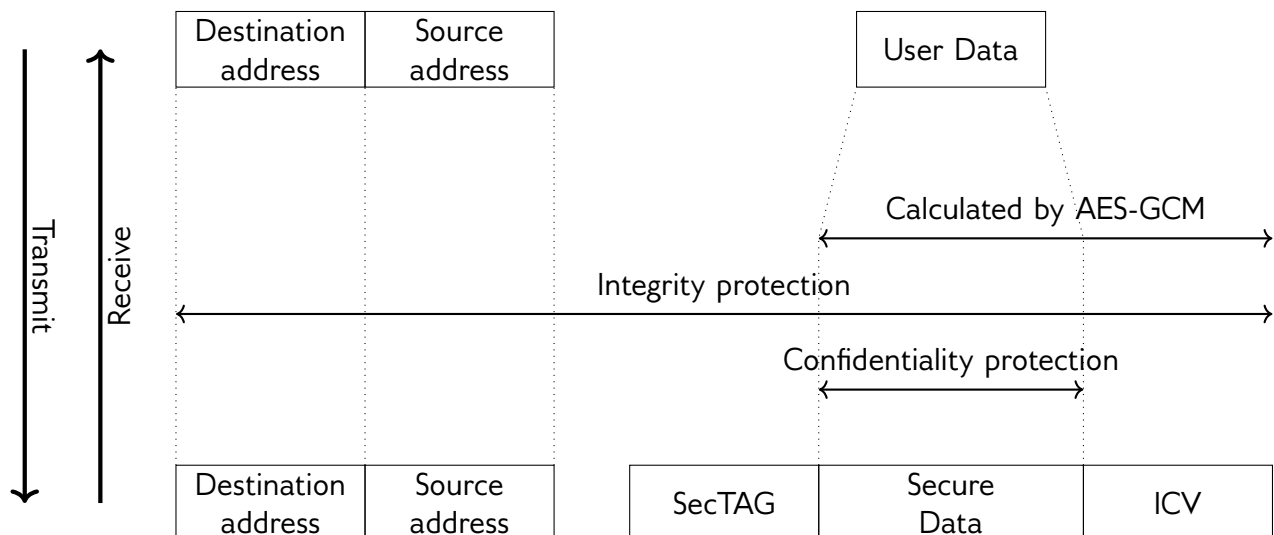 Destination
address
Source
address
User Data
Transmit
Receive
Calculated by AES-GCM
Integrity protection
Confidentiality protection
Destination
address
Source
address
SecTAG
Secure
Data
ICV